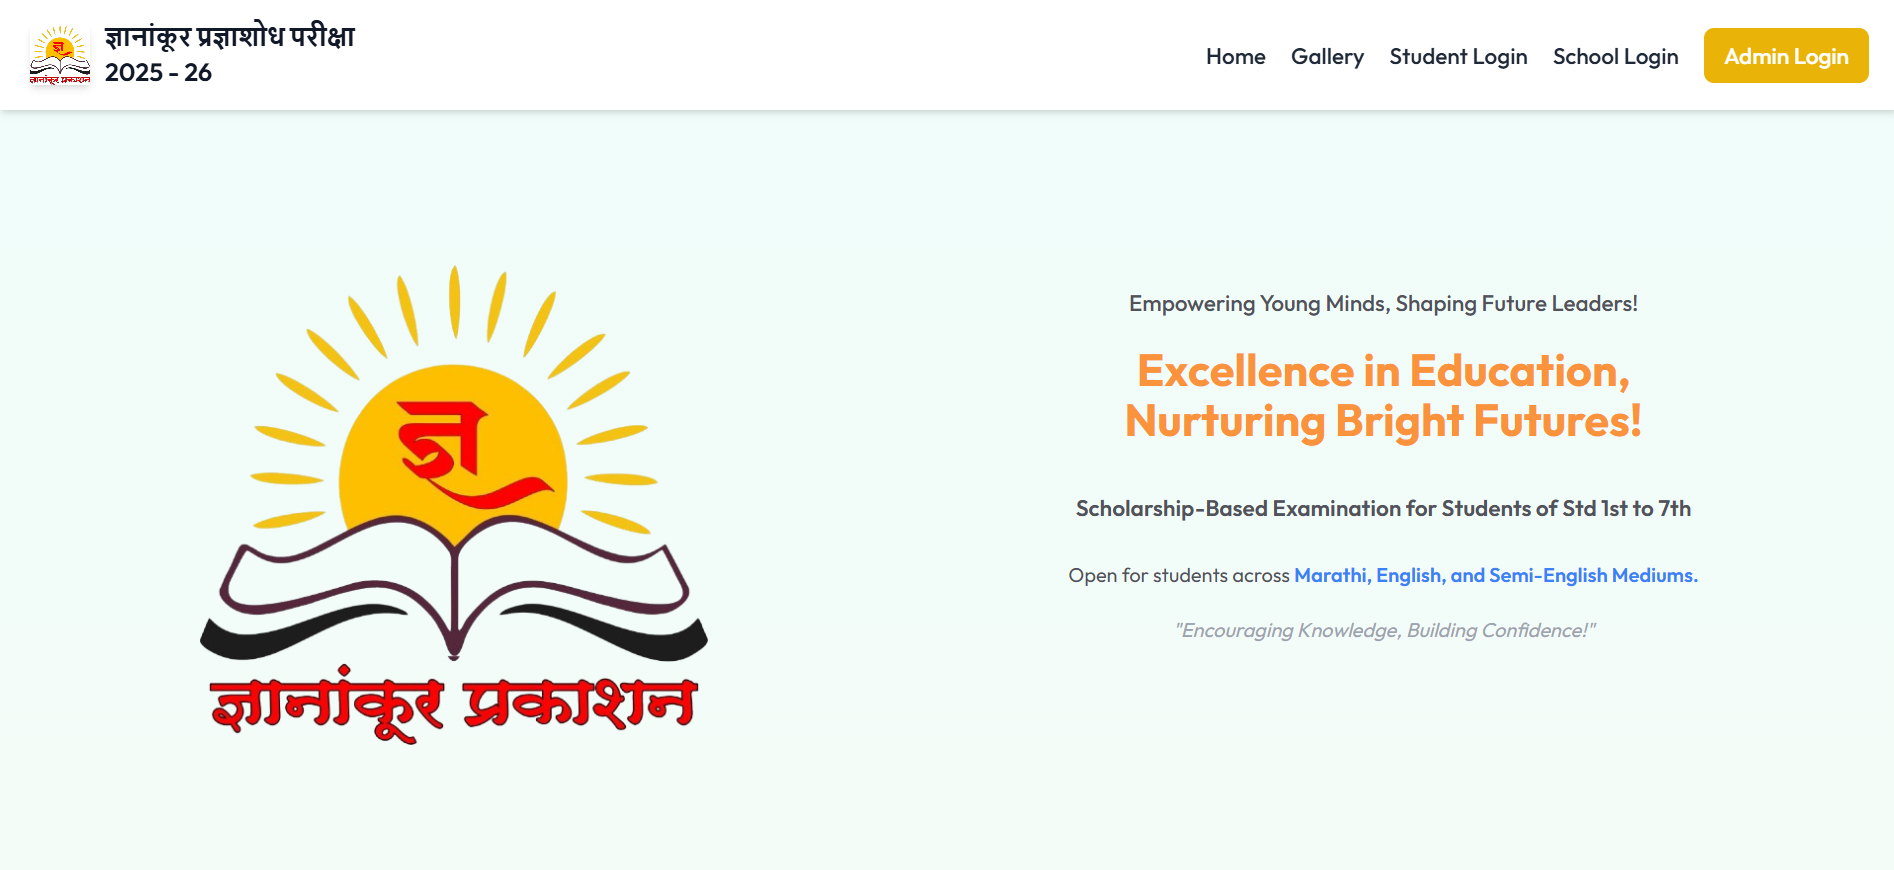 ज्ञानांकूर प्रज्ञाशोध परीक्षा
2025 - 26
ज्ञानांकूर प्रकाशन
Home
Gallery
Student Login
School Login
Admin Login
ज्ञ
ज्ञानांकूर प्रकाशन
Empowering Young Minds, Shaping Future Leaders!
Excellence in Education,
Nurturing Bright Futures!
Scholarship-Based Examination for Students of Std 1st to 7th
Open for students across Marathi, English, and Semi-English Mediums.
"Encouraging Knowledge, Building Confidence!"